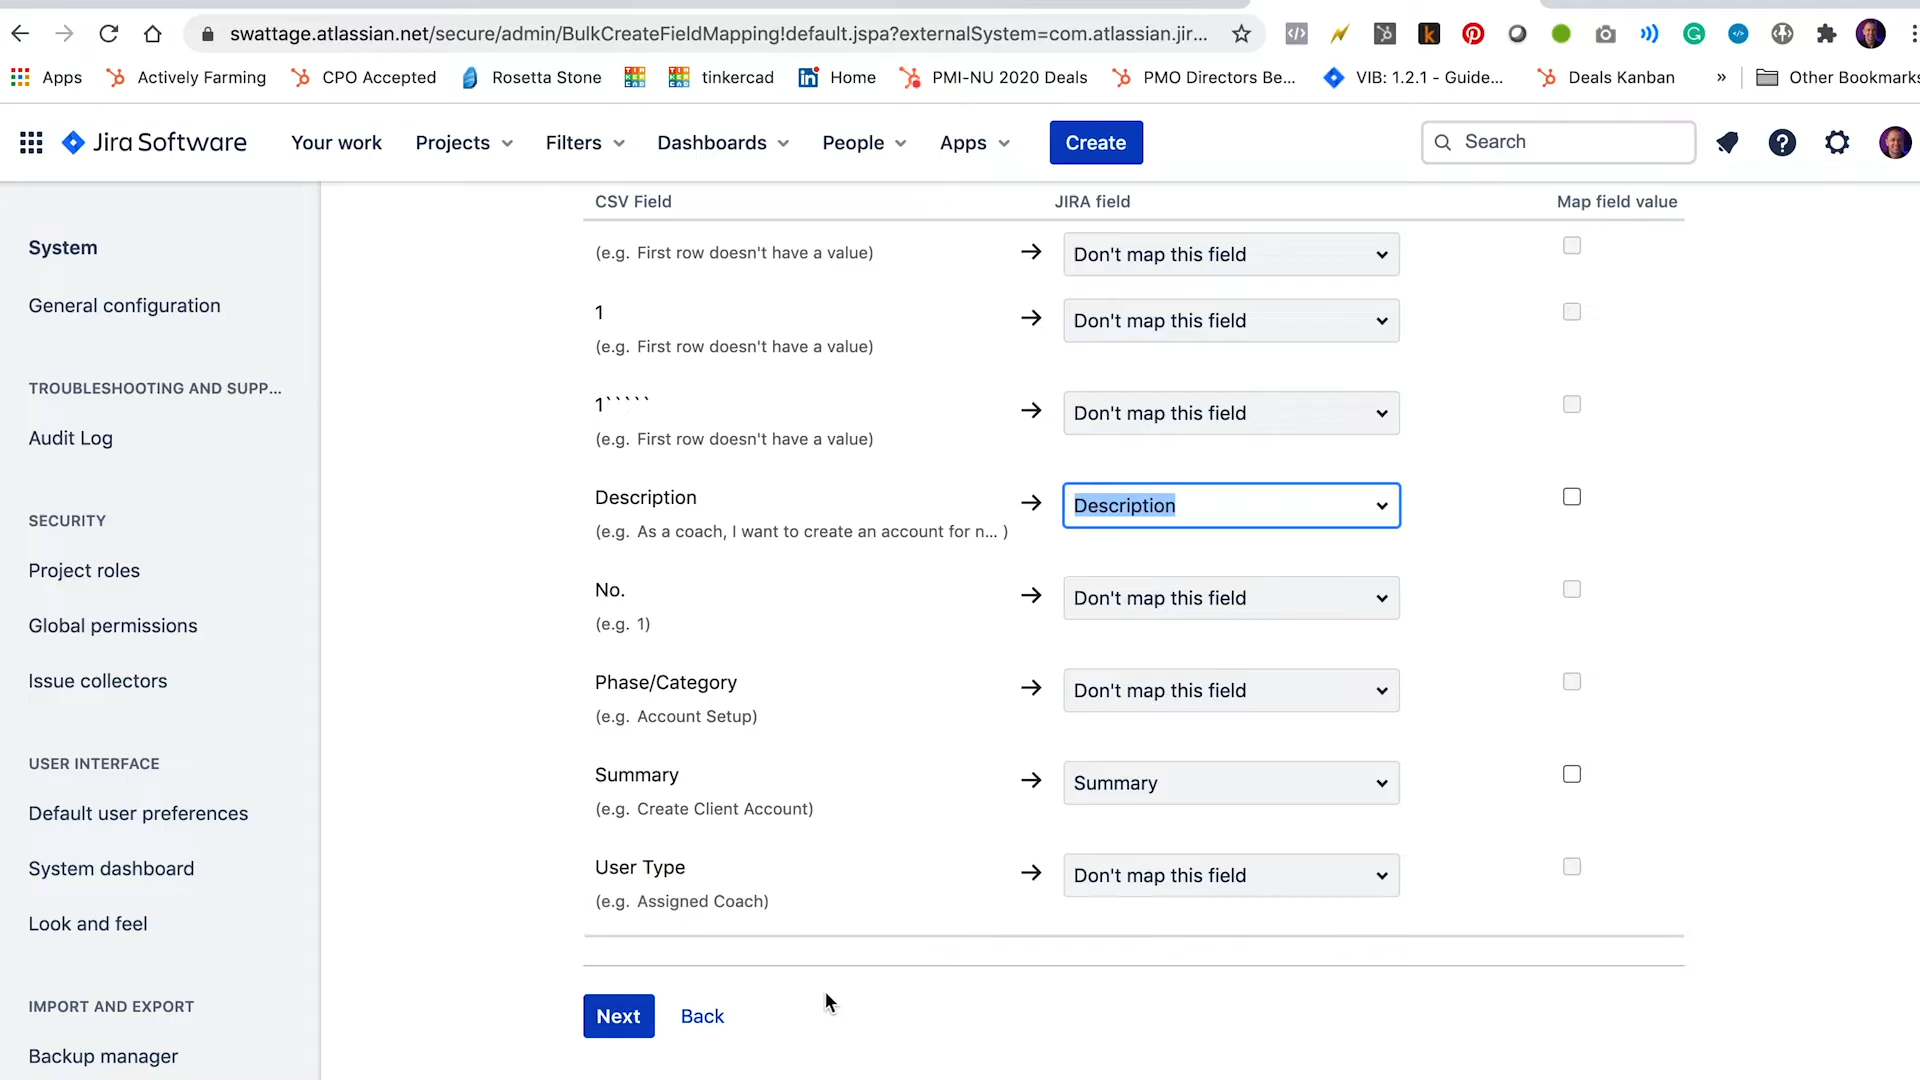 swattage.atlassian.net/secure/admin/BulkCreateFieldMapping!default.jspa?externalSystem=com.atlassian.jir...
Apps
Actively Farming
CPO Accepted
Rosetta Stone
tinkercad
Home
PMI-NU 2020 Deals
PMO Directors Be...
VIB: 1.2.1 - Guide...
Deals Kanban
»
Other Bookmarks
Jira Software
Your work
Projects
Filters
Dashboards
People
Apps
Create
Search
System
General configuration
TROUBLESHOOTING AND SUPP...
Audit Log
SECURITY
Project roles
Global permissions
Issue collectors
USER INTERFACE
Default user preferences
System dashboard
Look and feel
IMPORT AND EXPORT
Backup manager
CSV Field
JIRA field
Map field value
(e.g. First row doesn't have a value)
Don't map this field
1
(e.g. First row doesn't have a value)
Don't map this field
1`````
(e.g. First row doesn't have a value)
Don't map this field
Description
(e.g. As a coach, I want to create an account for n... )
Description
No.
(e.g. 1)
Don't map this field
Phase/Category
(e.g. Account Setup)
Don't map this field
Summary
(e.g. Create Client Account)
Summary
User Type
(e.g. Assigned Coach)
Don't map this field
Next
Back